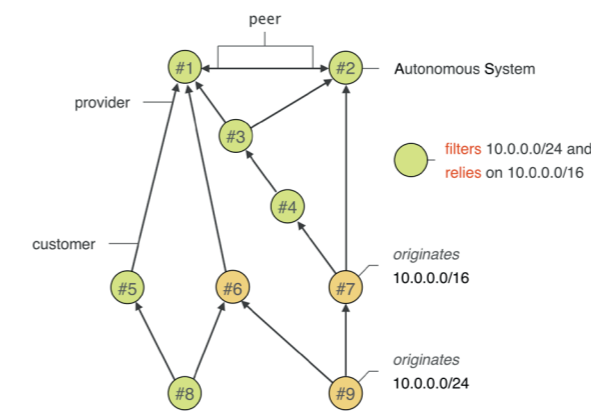 peer
#1
#2
Autonomous System
provider
#3
filters 10.0.0.0/24 and
relies on 10.0.0.0/16
#4
customer
originates
10.0.0.0/16
#5
#6
#7
originates
10.0.0.0/24
#8
#9